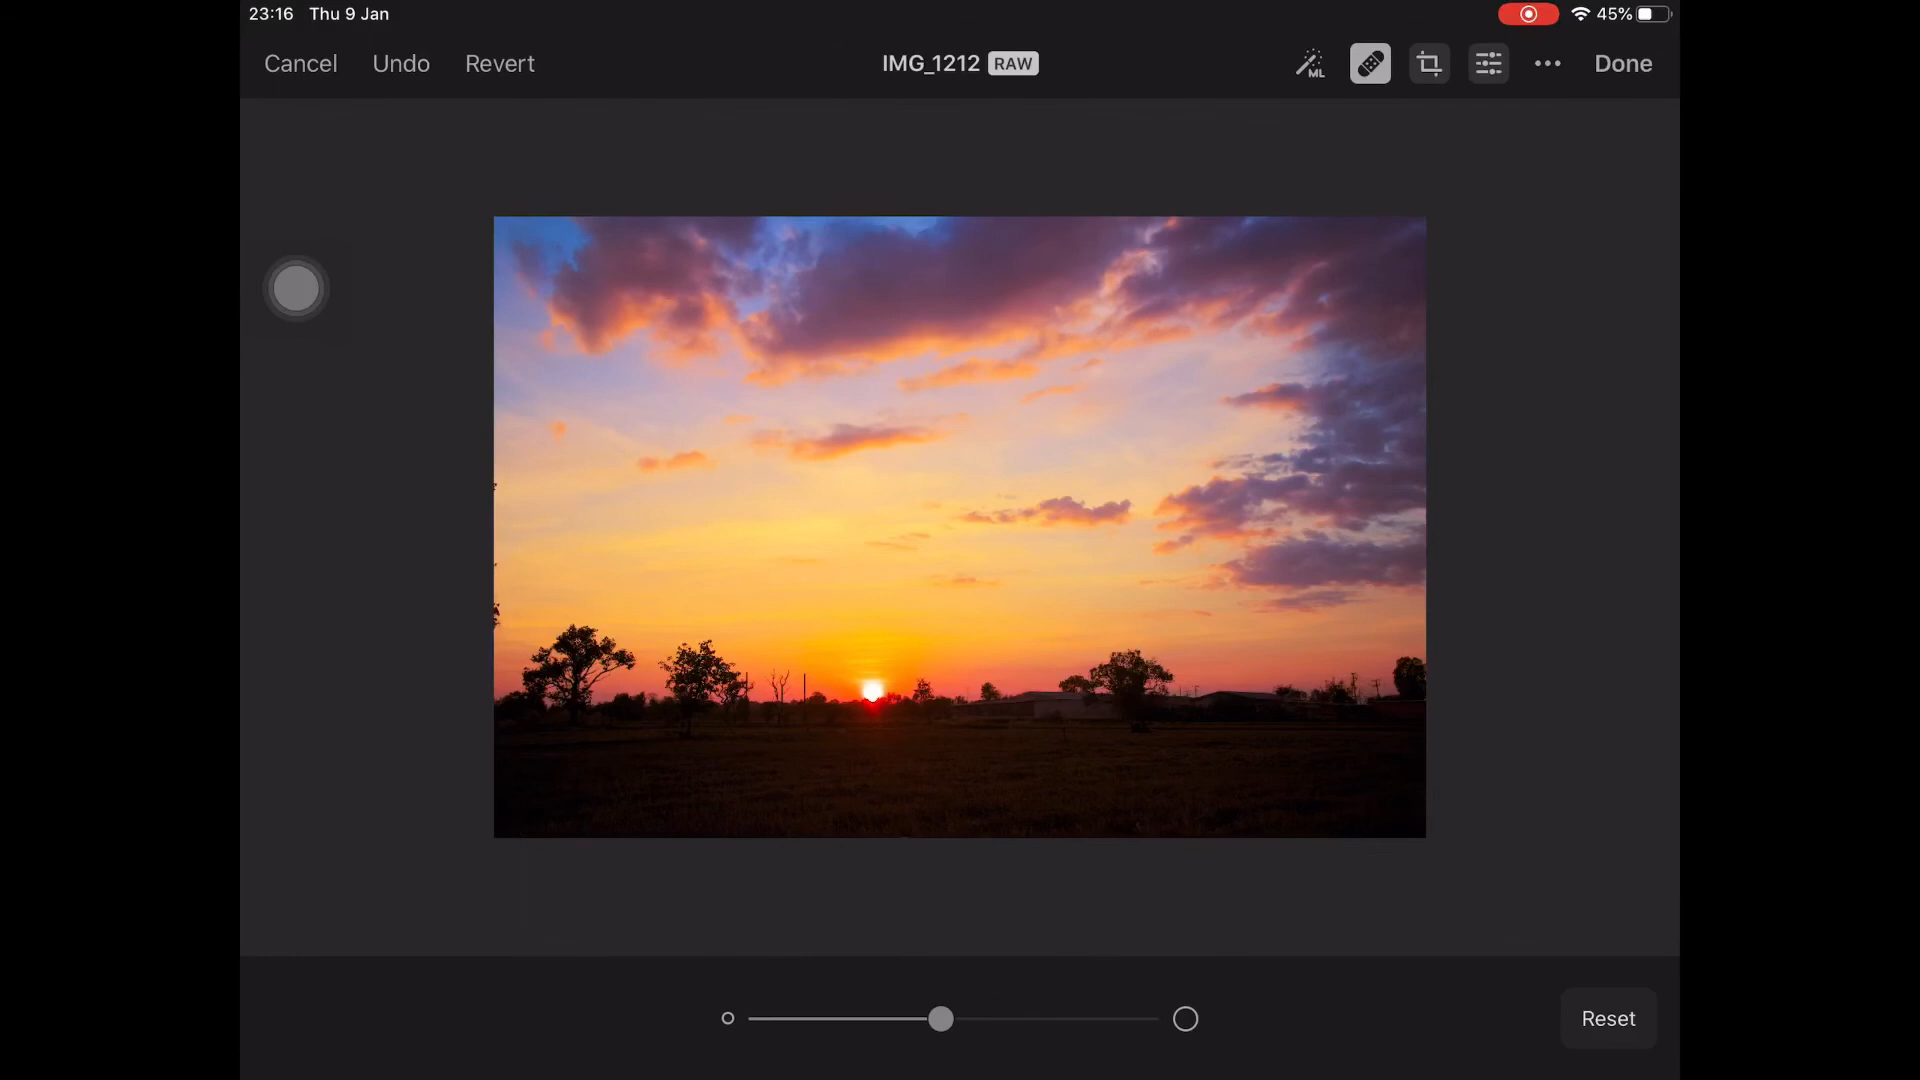 23:16 Thu 9 Jan 45%
Cancel Undo Revert IMG_1212 RAW ML Done
Reset